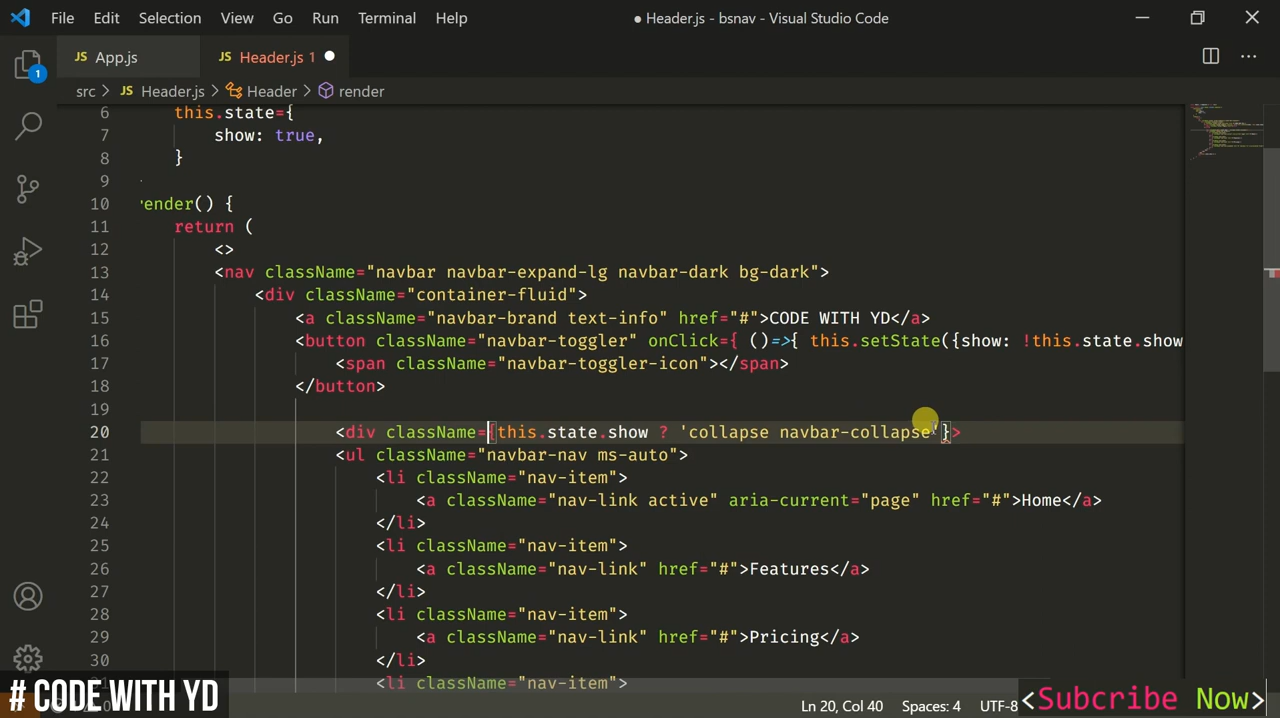 File Edit Selection View Go Run Terminal Help
● Header.js - bsnav - Visual Studio Code
JS App.js
JS Header.js 1
1
src > JS Header.js > Header > render
6 this.state={
7 show: true,
8 }
9
10 render() {
11 return (
12 <>
13 <nav className="navbar navbar-expand-lg navbar-dark bg-dark">
14 <div className="container-fluid">
15 <a className="navbar-brand text-info" href="#">CODE WITH YD</a>
16 <button className="navbar-toggler" onClick={ ()=>{ this.setState({show: !this.state.show
17 <span className="navbar-toggler-icon"></span>
18 </button>
19
20 <div className={this.state.show ? 'collapse navbar-collapse'}>
21 <ul className="navbar-nav ms-auto">
22 <li className="nav-item">
23 <a className="nav-link active" aria-current="page" href="#">Home</a>
24 </li>
25 <li className="nav-item">
26 <a className="nav-link" href="#">Features</a>
27 </li>
28 <li className="nav-item">
29 <a className="nav-link" href="#">Pricing</a>
30 </li>
31 <li className="nav-item">
# CODE WITH YD
Ln 20, Col 40 Spaces: 4 UTF-8
<Subcribe Now>